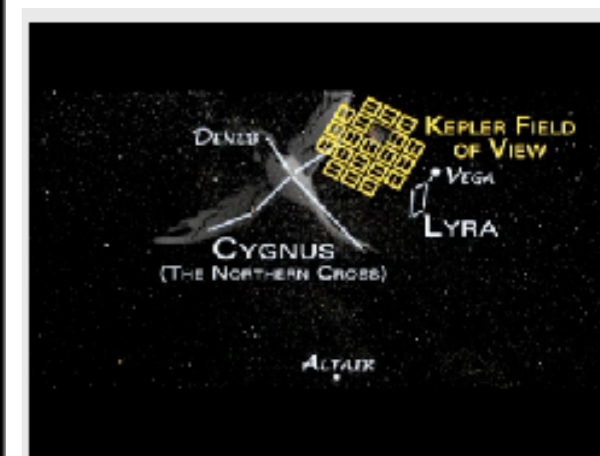 DENEB
KEPLER FIELD
OF VIEW
VEGA
LYRA
CYGNUS
(THE NORTHERN CROSS)
ALTAIR